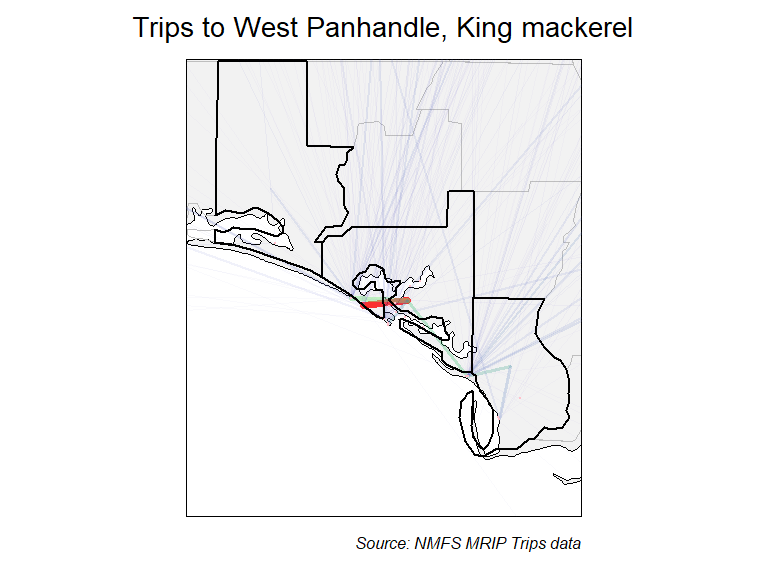 Trips to West Panhandle, King mackerel
Source: NMFS MRIP Trips data